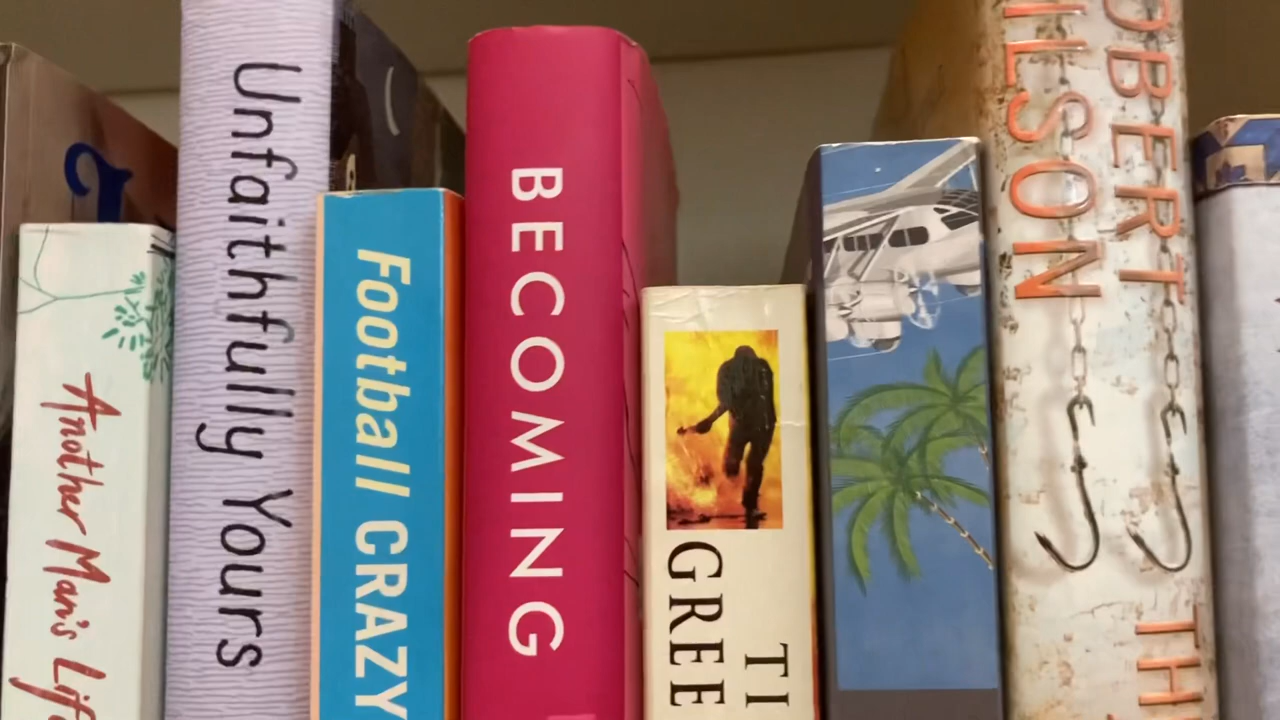 Another Man's Life
Unfaithfully Yours
Football CRAZY
BECOMING
TI
GREE
OBERT
ILSON
TH